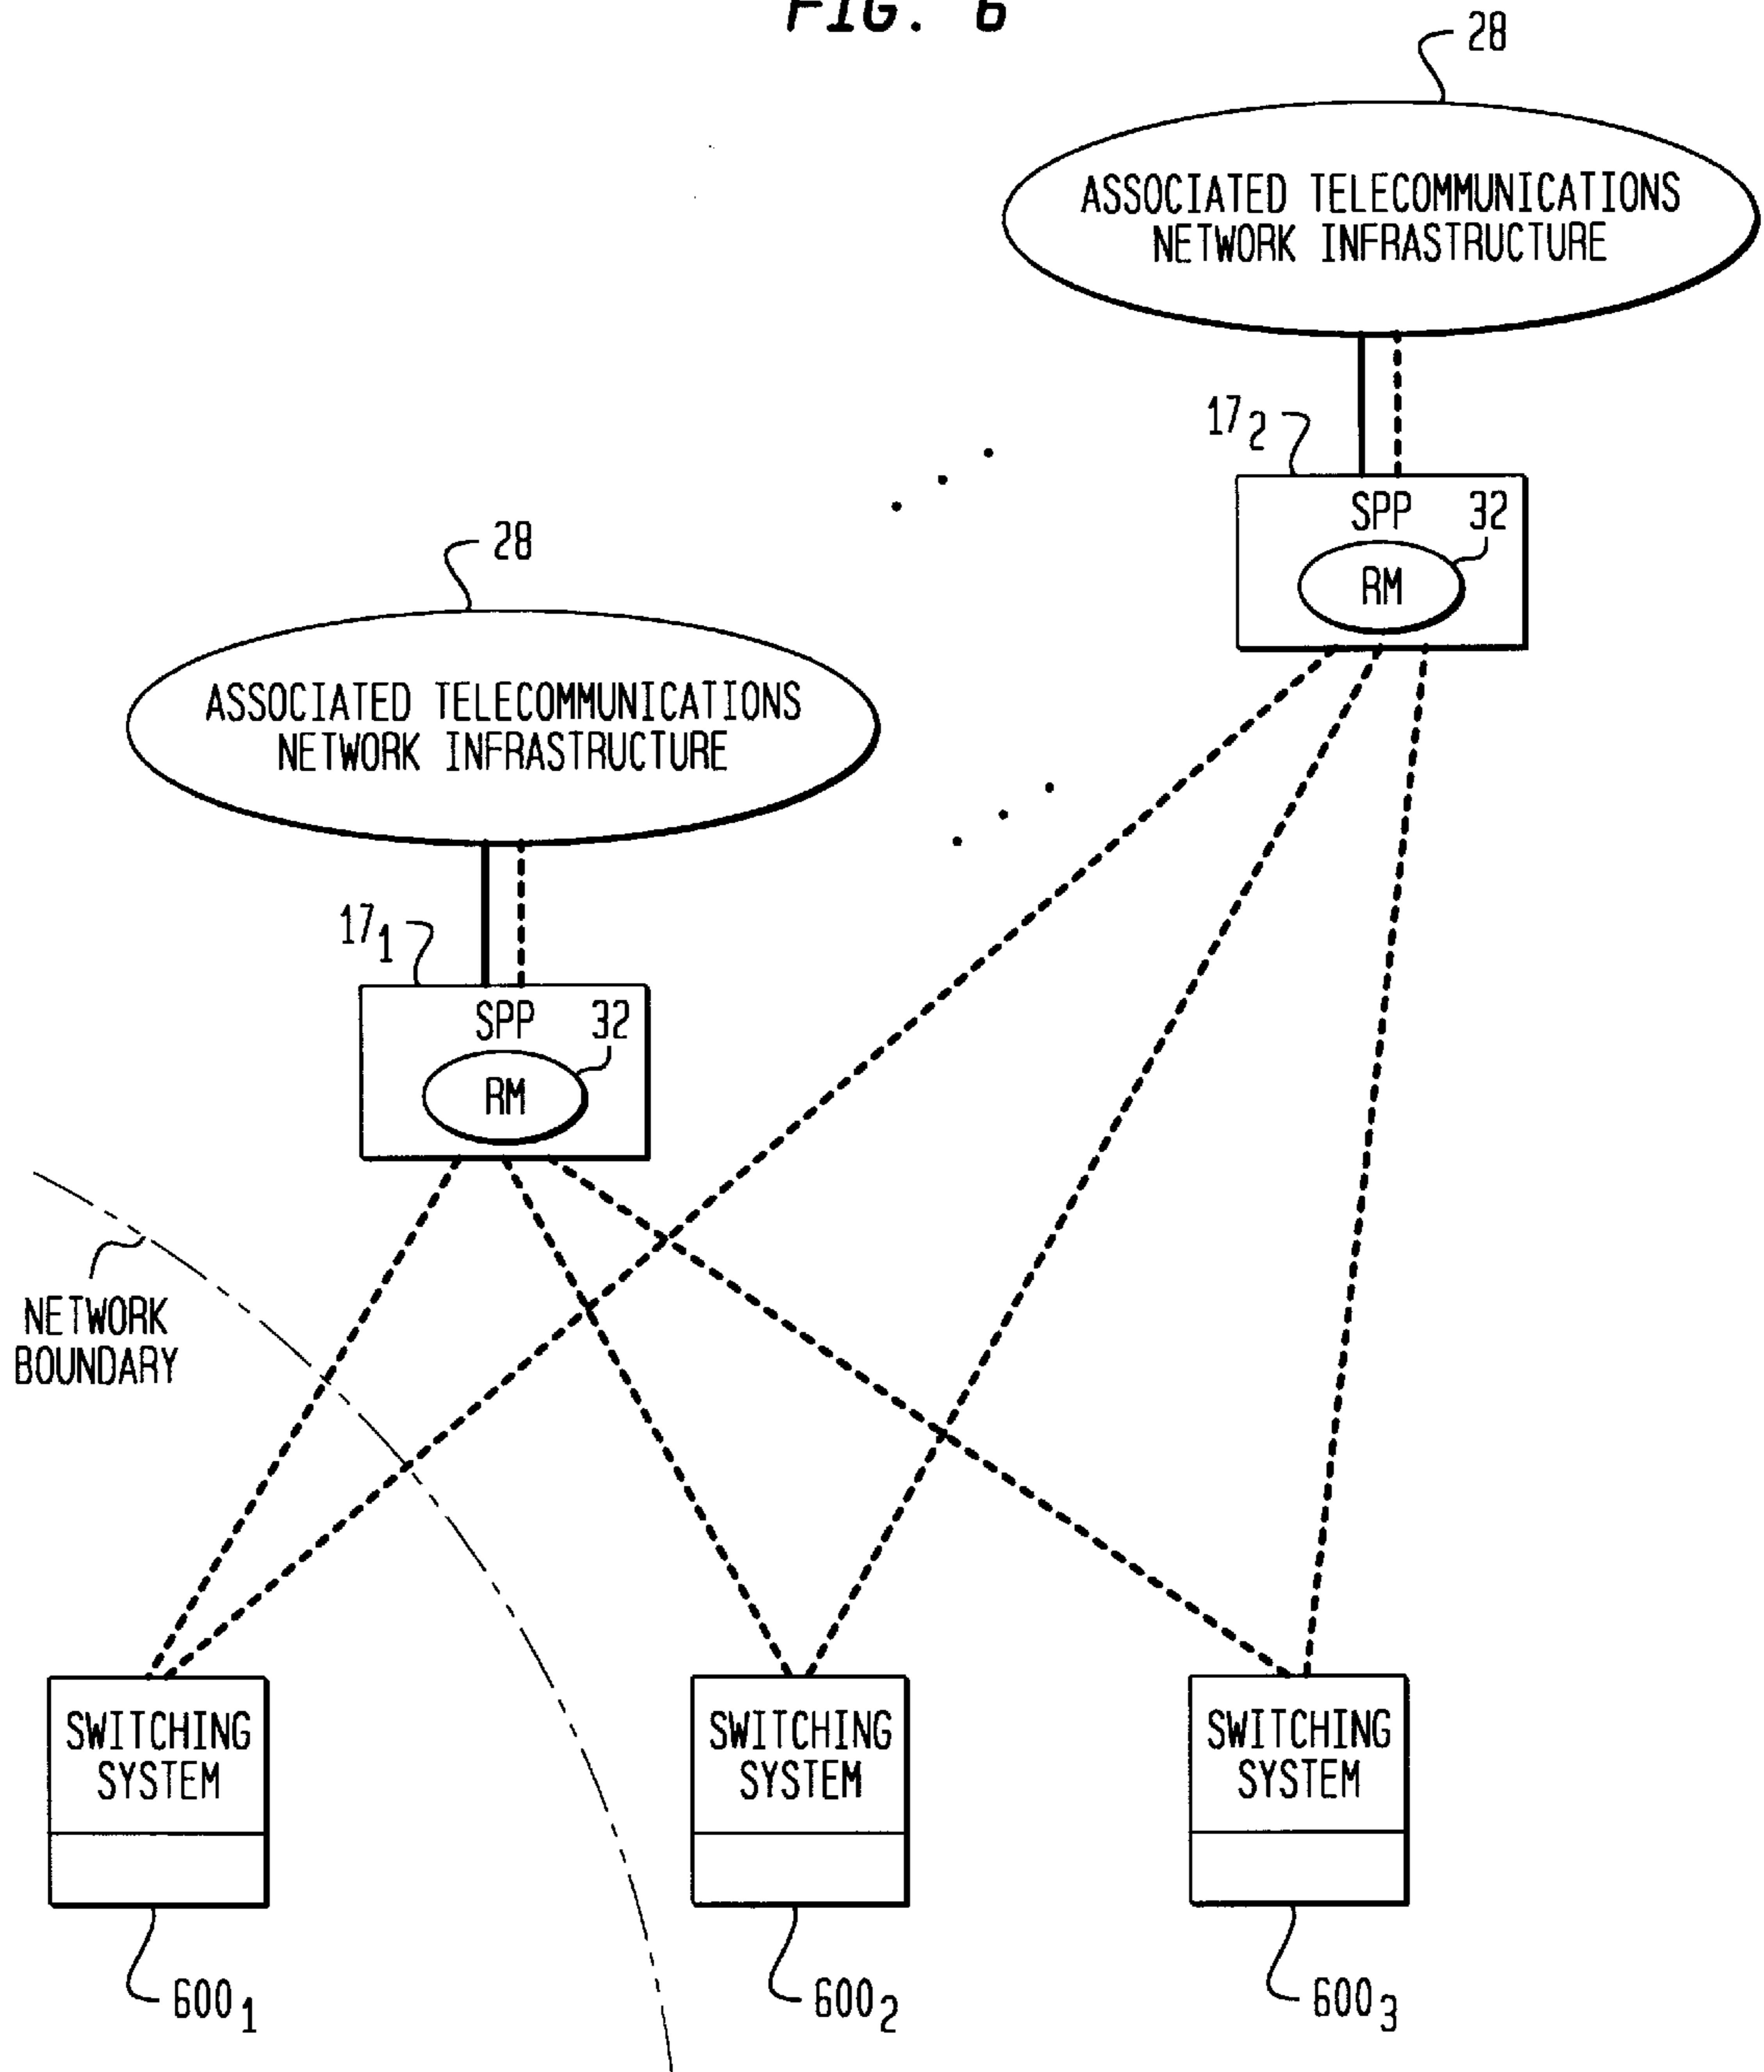 FIG. 6
28
ASSOCIATED TELECOMMUNICATIONS
NETWORK INFRASTRUCTURE
17₂
SPP 32
RM
28
ASSOCIATED TELECOMMUNICATIONS
NETWORK INFRASTRUCTURE
17₁
SPP 32
RM
NETWORK
BOUNDARY
SWITCHING
SYSTEM
600₁
SWITCHING
SYSTEM
600₂
SWITCHING
SYSTEM
600₃